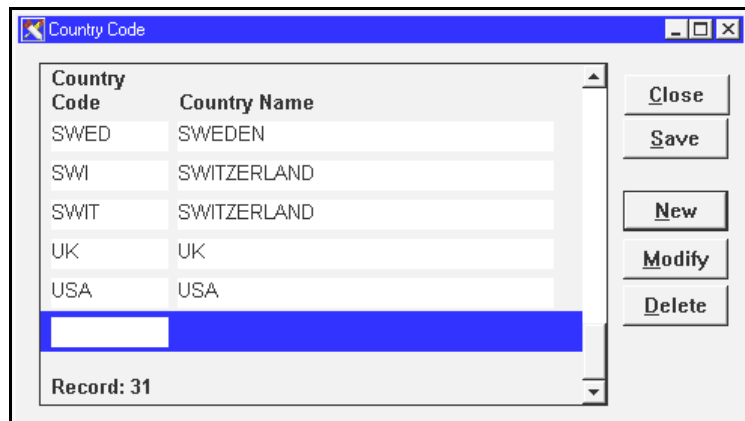 Country Code
Country
Code Country Name
SWED SWEDEN
SWI SWITZERLAND
SWIT SWITZERLAND
UK UK
USA USA
Record: 31
Close
Save
New
Modify
Delete